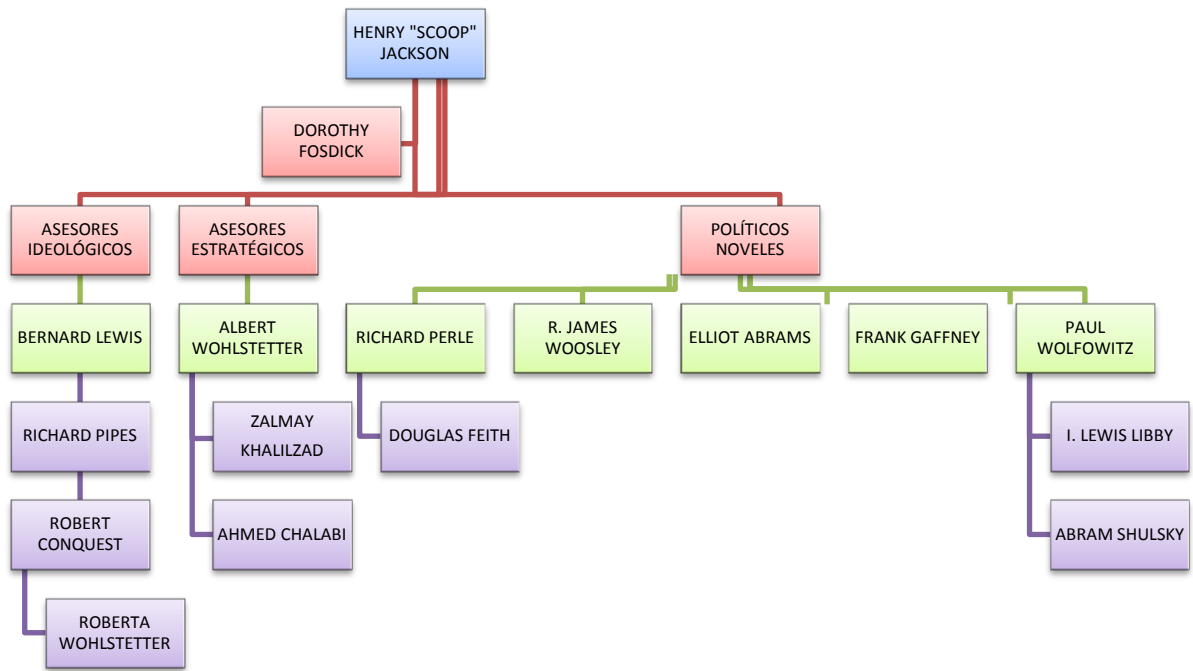 HENRY "SCOOP"
JACKSON
DOROTHY
FOSDICK
ASESORES
IDEOLÓGICOS
ASESORES
ESTRATÉGICOS
POLÍTICOS
NOVELES
BERNARD LEWIS
ALBERT
WOHLSTETTER
RICHARD PERLE
R. JAMES
WOOSLEY
ELLIOT ABRAMS
FRANK GAFFNEY
PAUL
WOLFOWITZ
RICHARD PIPES
ZALMAY
KHALILZAD
DOUGLAS FEITH
I. LEWIS LIBBY
ROBERT
CONQUEST
AHMED CHALABI
ABRAM SHULSKY
ROBERTA
WOHLSTETTER